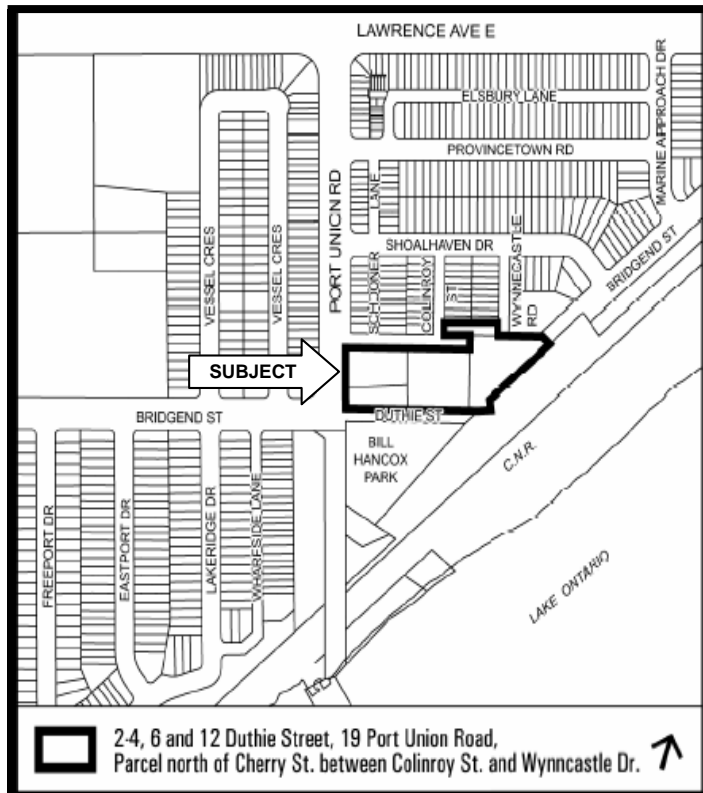 LAWRENCE AVE E
ELSBURY LANE
PROVINCETOWN RD
MARINE APPROACH DR
PORT UNION RD
LANE
SCHOONER
SHOALHAVEN DR
COLINROY
ST
WYNNECASTLE
RD
BRIDGEND ST
VESSEL CRES
VESSEL CRES
SUBJECT
BRIDGEND ST
DUTHIE ST
BILL
HANCOX
PARK
C.N.R.
FREEPORT DR
EASTPORT DR
LAKERIDGE DR
WHARFSIDE LANE
LAKE ONTARIO
2-4, 6 and 12 Duthie Street, 19 Port Union Road,
Parcel north of Cherry St. between Colinroy St. and Wynncastle Dr.